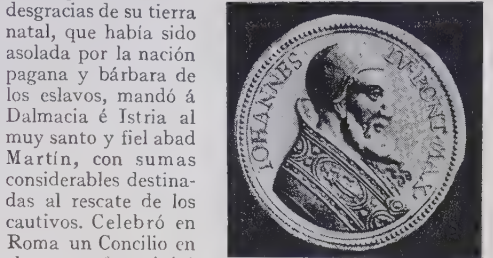 desgracias de su tierra
natal, que había sido
asolada por la nación
pagana y bárbara de
los eslavos, mandó á
Dalmacia é Istria al
muy santo y fiel abad
Martín, con sumas
considerables destina-
das al rescate de los
cautivos. Celebró en
Roma un Concilio en
IOHANNES · IV · PONT · MAX ·